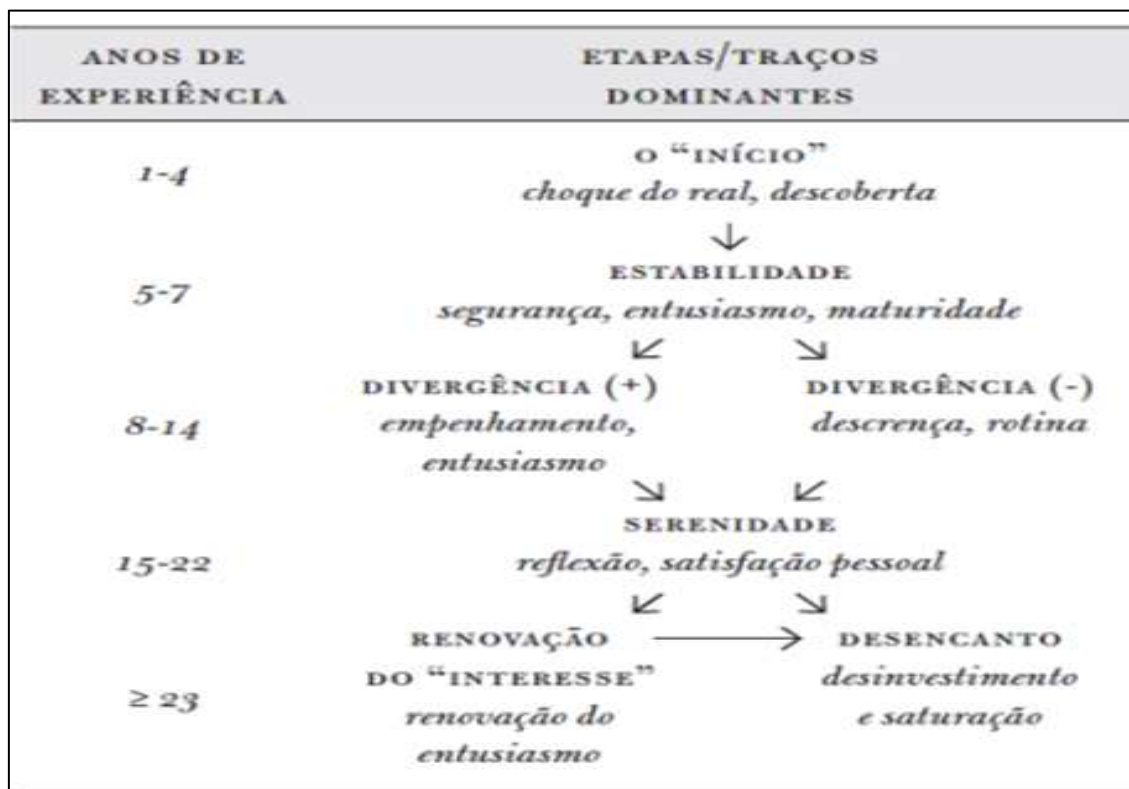 ANOS DE EXPERIÊNCIA
ETAPAS/TRAÇOS DOMINANTES
1-4
O “INÍCIO”
choque do real, descoberta
5-7
ESTABILIDADE
segurança, entusiasmo, maturidade
8-14
DIVERGÊNCIA (+)
empenhamento,
entusiasmo
DIVERGÊNCIA (-)
descrença, rotina
15-22
SERENIDADE
reflexão, satisfação pessoal
≥ 23
RENOVAÇÃO
DO “INTERESSE”
renovação do
entusiasmo
DESENCANTO
desinvestimento
e saturação